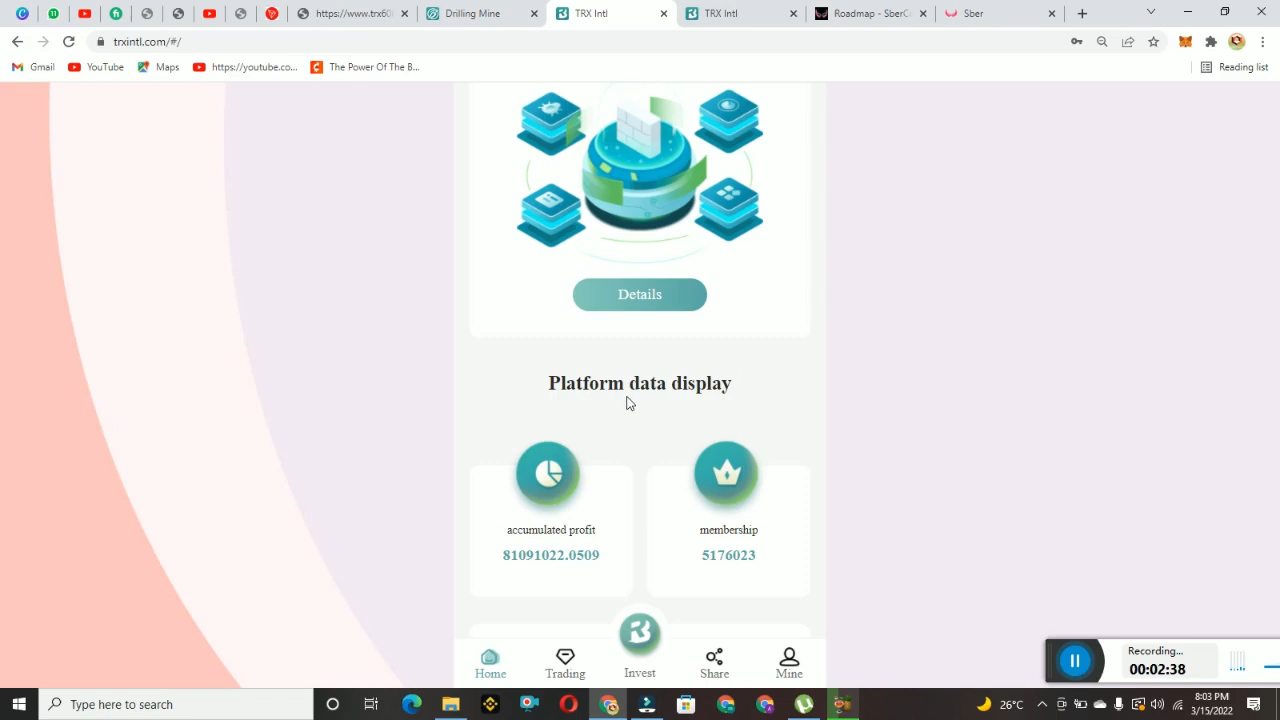 https://www.trx60
Drilling Mine
TRX Intl
TRX Intl
Roadmap - SberC
Sber
trxintl.com/#/
Gmail
YouTube
Maps
https://youtube.co...
The Power Of The B...
Reading list
Details
Platform data display
accumulated profit
81091022.0509
membership
5176023
Home
Trading
Invest
Share
Mine
Recording...
00:02:38
Type here to search
26°C
8:03 PM
3/15/2022